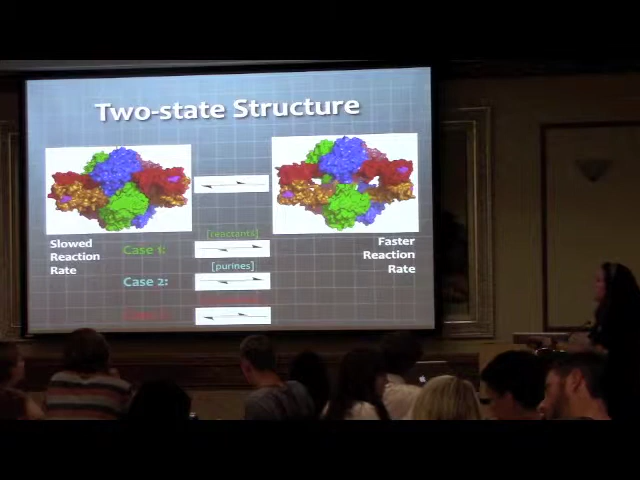 Two-state Structure
Slowed
Reaction
Rate
Faster
Reaction
Rate
[reactants]
Case 1:
[purines]
Case 2: